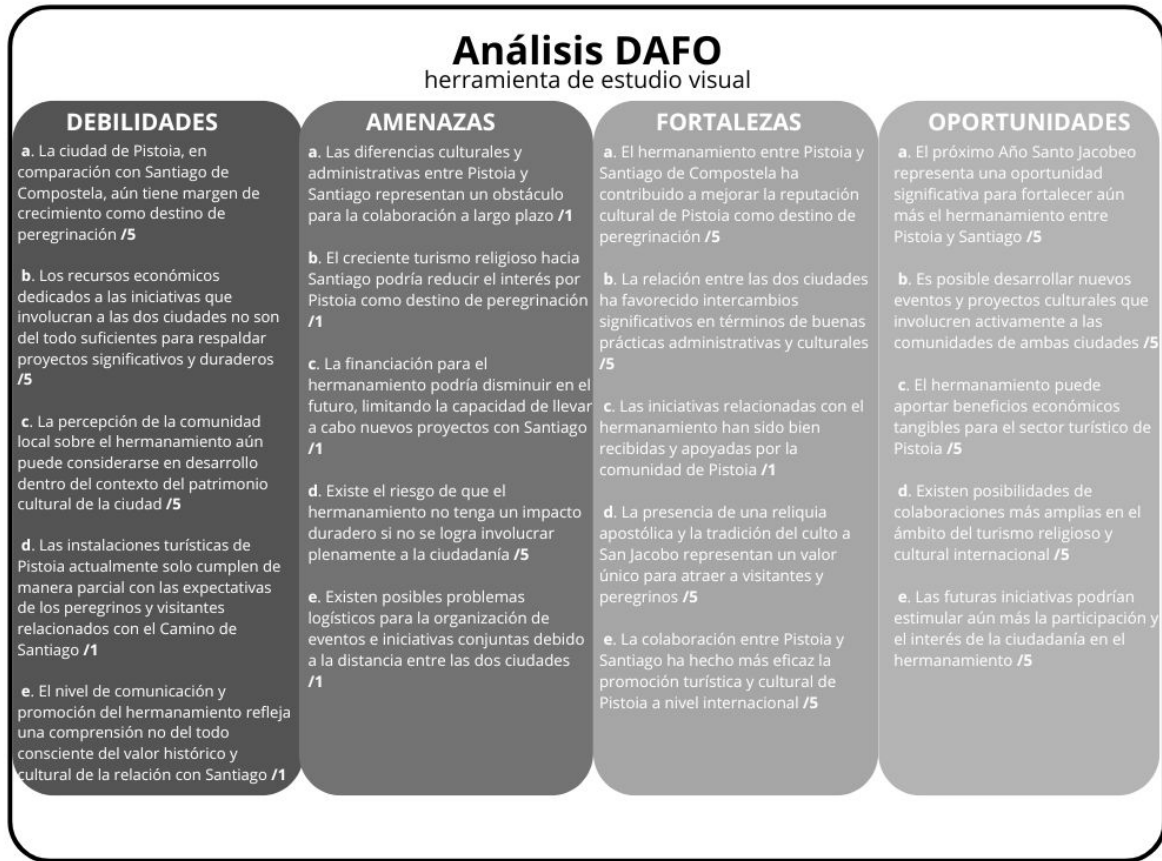 Análisis DAFO
herramienta de estudio visual
DEBILIDADES
a. La ciudad de Pistoia, en
comparación con Santiago de
Compostela, aún tiene margen de
crecimiento como destino de
peregrinación /5
b. Los recursos económicos
dedicados a las iniciativas que
involucran a las dos ciudades no son
del todo suficientes para respaldar
proyectos significativos y duraderos
/5
c. La percepción de la comunidad
local sobre el hermanamiento aún
puede considerarse en desarrollo
dentro del contexto del patrimonio
cultural de la ciudad /5
d. Las instalaciones turísticas de
Pistoia actualmente solo cumplen de
manera parcial con las expectativas
de los peregrinos y visitantes
relacionados con el Camino de
Santiago /1
e. El nivel de comunicación y
promoción del hermanamiento refleja
una comprensión no del todo
consciente del valor histórico y
cultural de la relación con Santiago /1
AMENAZAS
a. Las diferencias culturales y
administrativas entre Pistoia y
Santiago representan un obstáculo
para la colaboración a largo plazo /1
b. El creciente turismo religioso hacia
Santiago podría reducir el interés por
Pistoia como destino de peregrinación
/1
c. La financiación para el
hermanamiento podría disminuir en el
futuro, limitando la capacidad de llevar
a cabo nuevos proyectos con Santiago
/1
d. Existe el riesgo de que el
hermanamiento no tenga un impacto
duradero si no se logra involucrar
plenamente a la ciudadanía /5
e. Existen posibles problemas
logísticos para la organización de
eventos e iniciativas conjuntas debido
a la distancia entre las dos ciudades
/1
FORTALEZAS
a. El hermanamiento entre Pistoia y
Santiago de Compostela ha
contribuido a mejorar la reputación
cultural de Pistoia como destino de
peregrinación /5
b. La relación entre las dos ciudades
ha favorecido intercambios
significativos en términos de buenas
prácticas administrativas y culturales
/5
c. Las iniciativas relacionadas con el
hermanamiento han sido bien
recibidas y apoyadas por la
comunidad de Pistoia /1
d. La presencia de una reliquia
apostólica y la tradición del culto a
San Jacobo representan un valor
único para atraer a visitantes y
peregrinos /5
e. La colaboración entre Pistoia y
Santiago ha hecho más eficaz la
promoción turística y cultural de
Pistoia a nivel internacional /5
OPORTUNIDADES
a. El próximo Año Santo Jacobeo
representa una oportunidad
significativa para fortalecer aún
más el hermanamiento entre
Pistoia y Santiago /5
b. Es posible desarrollar nuevos
eventos y proyectos culturales que
involucren activamente a las
comunidades de ambas ciudades /5
c. El hermanamiento puede
aportar beneficios económicos
tangibles para el sector turístico de
Pistoia /5
d. Existen posibilidades de
colaboraciones más amplias en el
ámbito del turismo religioso y
cultural internacional /5
e. Las futuras iniciativas podrían
estimular aún más la participación y
el interés de la ciudadanía en el
hermanamiento /5